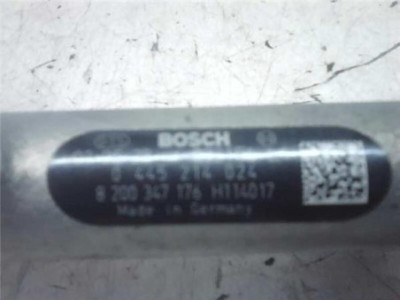 BOSCH
0 445 214 024
8 200 347 176 H114017
Made in Germany